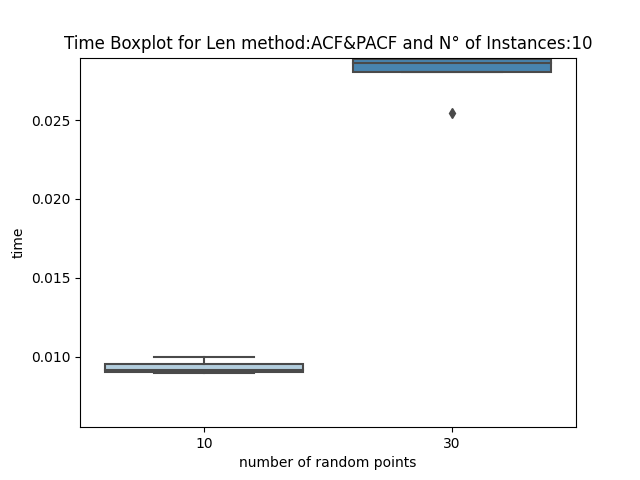 Time Boxplot for Len method:ACF&PACF and N° of Instances:10
0.025
0.020
0.015
0.010
time
10 30
number of random points